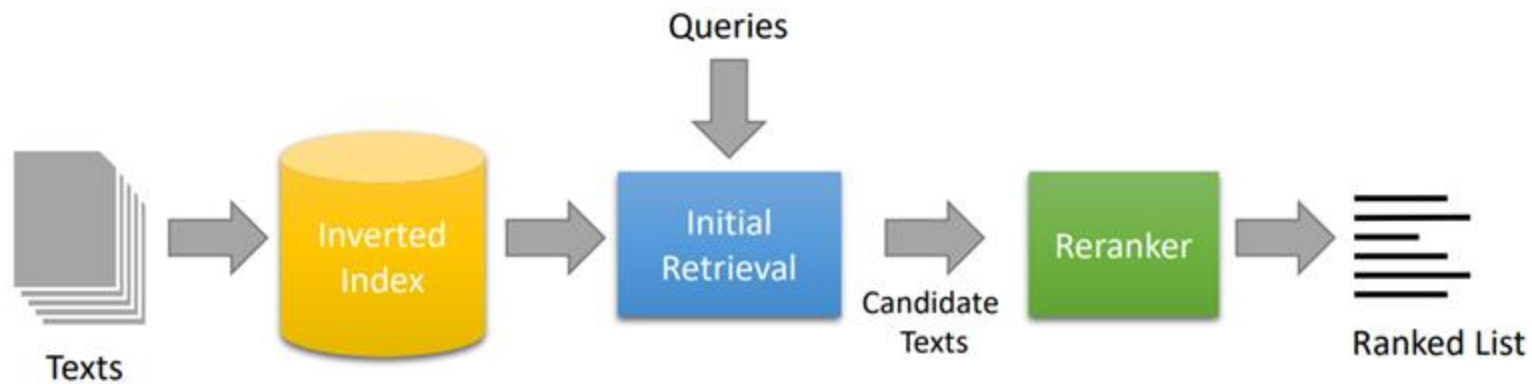 Queries
Texts
Inverted
Index
Initial
Retrieval
Candidate
Texts
Reranker
Ranked List